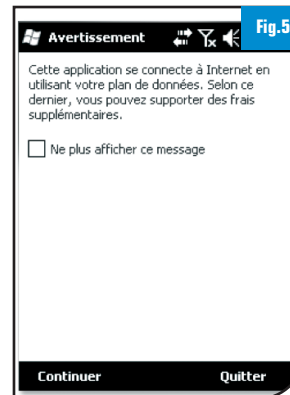 Fig.5
Avertissement
Cette application se connecte à Internet en
utilisant votre plan de données. Selon ce
dernier, vous pouvez supporter des frais
supplémentaires.
Ne plus afficher ce message
Continuer Quitter